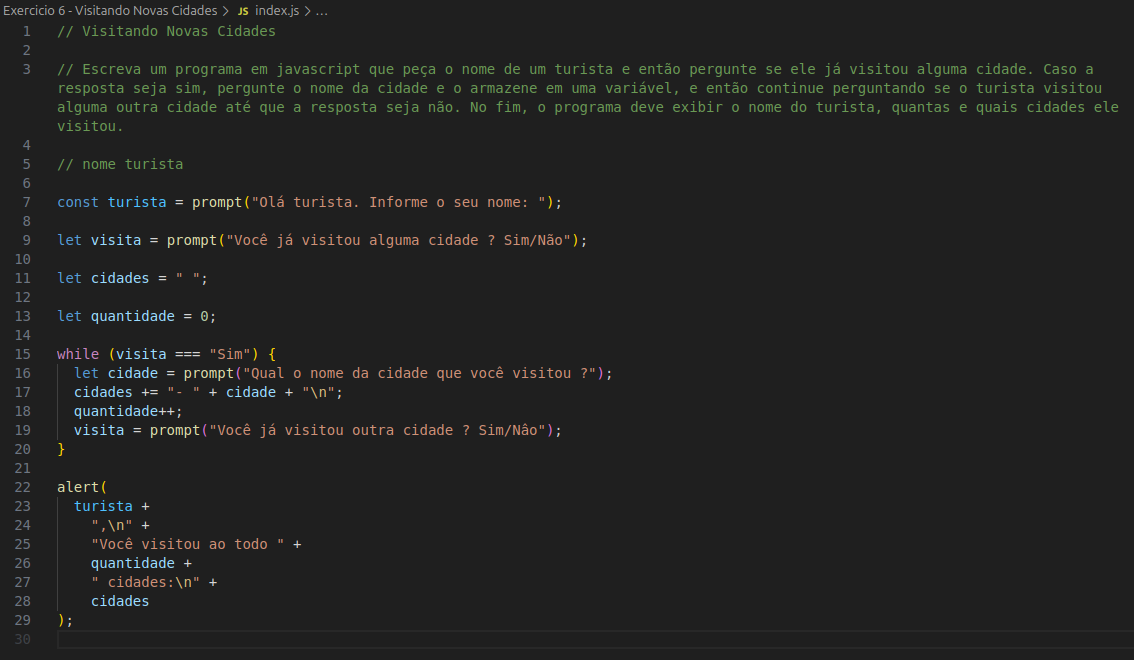 Exercicio 6 - Visitando Novas Cidades > JS index.js > ...
1 // Visitando Novas Cidades
2
3 // Escreva um programa em javascript que peça o nome de um turista e então pergunte se ele já visitou alguma cidade. Caso a
resposta seja sim, pergunte o nome da cidade e o armazene em uma variável, e então continue perguntando se o turista visitou
alguma outra cidade até que a resposta seja não. No fim, o programa deve exibir o nome do turista, quantas e quais cidades ele
visitou.
4
5 // nome turista
6
7 const turista = prompt("Olá turista. Informe o seu nome: ");
8
9 let visita = prompt("Você já visitou alguma cidade ? Sim/Não");
10
11 let cidades = " ";
12
13 let quantidade = 0;
14
15 while (visita === "Sim") {
16   let cidade = prompt("Qual o nome da cidade que você visitou ?");
17   cidades += "- " + cidade + "\n";
18   quantidade++;
19   visita = prompt("Você já visitou outra cidade ? Sim/Nâo");
20 }
21
22 alert(
23   turista +
24     ",\n" +
25     "Você visitou ao todo " +
26     quantidade +
27     " cidades:\n" +
28     cidades
29 );
30